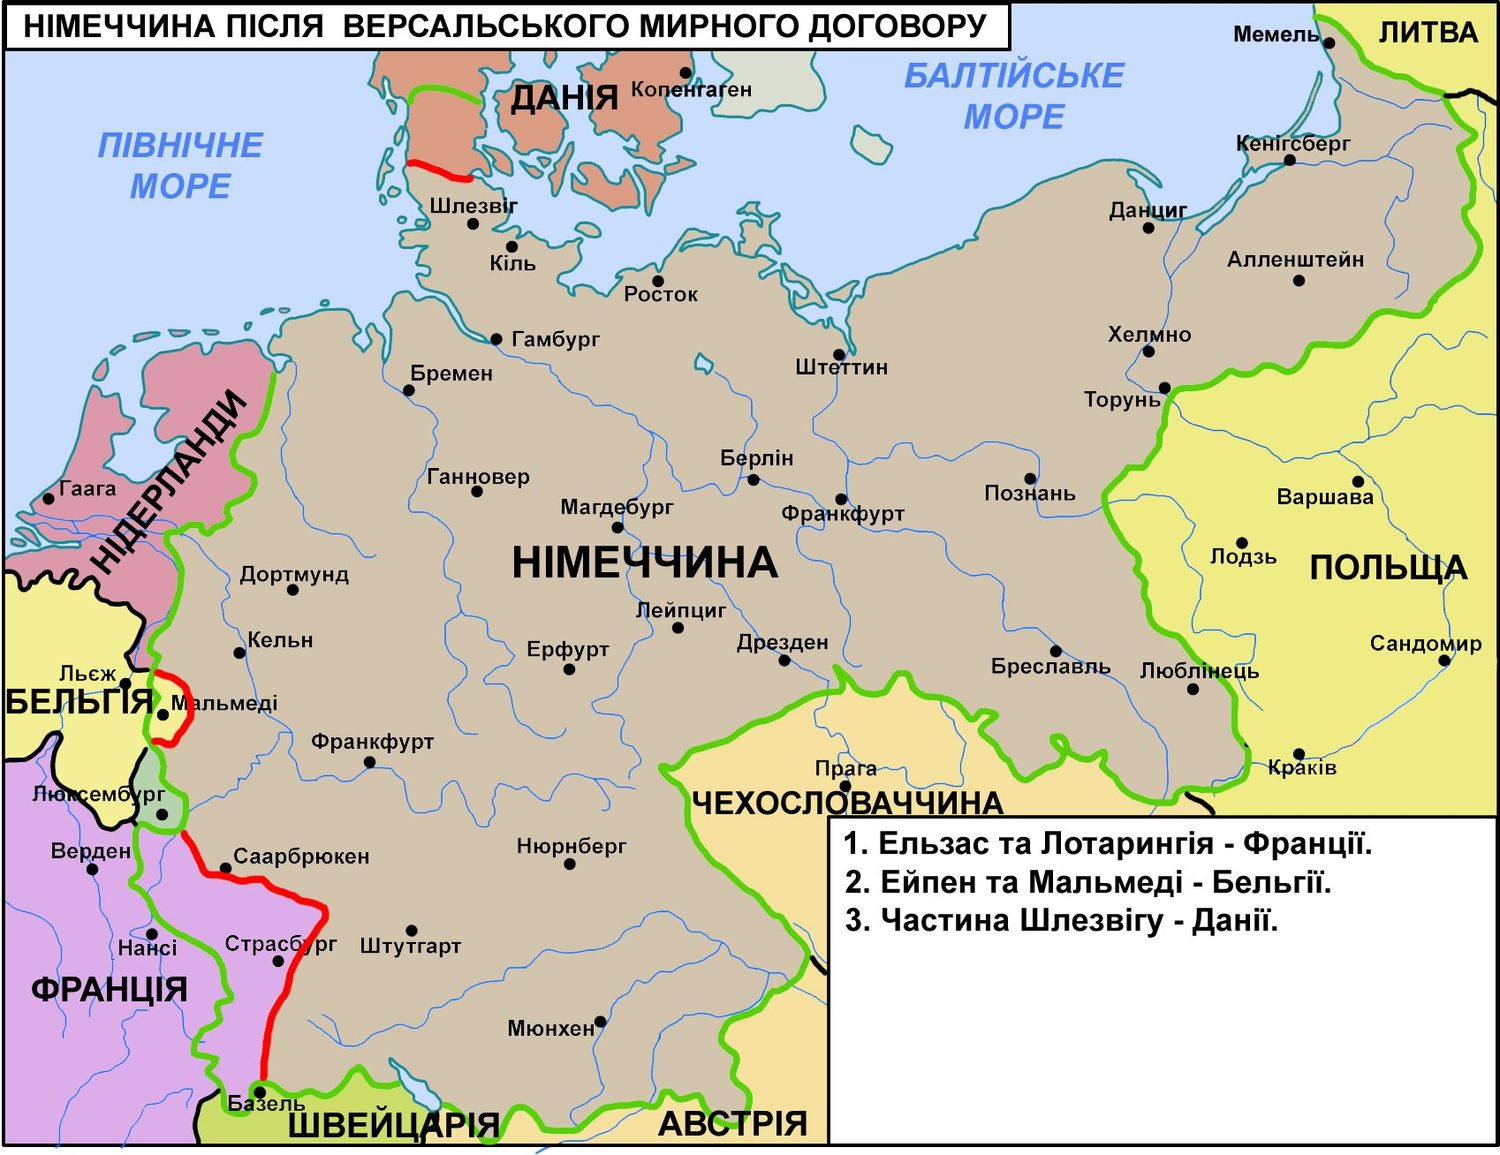 НІМЕЧЧИНА ПІСЛЯ ВЕРСАЛЬСЬКОГО МИРНОГО ДОГОВОРУ
Мемель
ЛИТВА
ДАНІЯ
Копенгаген
БАЛТІЙСЬКЕ
МОРЕ
ПІВНІЧНЕ
МОРЕ
Кенігсберг
Шлезвіг
Данциг
Кіль
Алленштейн
Росток
Гамбург
Хелмно
Штеттин
Бремен
Торунь
НІДЕРЛАНДИ
Гаага
Ганновер
Берлін
Магдебург
Франкфурт
Познань
Варшава
НІМЕЧЧИНА
Лодзь
ПОЛЬЩА
Дортмунд
Лейпциг
Кельн
Ерфурт
Дрезден
Бреславль
Люблінець
Сандомир
Льєж
БЕЛЬГІЯ
Мальмеді
Франкфурт
Прага
Краків
Люксембург
ЧЕХОСЛОВАЧЧИНА
Верден
Саарбрюкен
Нюрнберг
1. Ельзас та Лотарингія - Франції.
2. Ейпен та Мальмеді - Бельгії.
3. Частина Шлезвігу - Данії.
Нансі
Страсбург
Штутгарт
ФРАНЦІЯ
Мюнхен
Базель
ШВЕЙЦАРІЯ
АВСТРІЯ